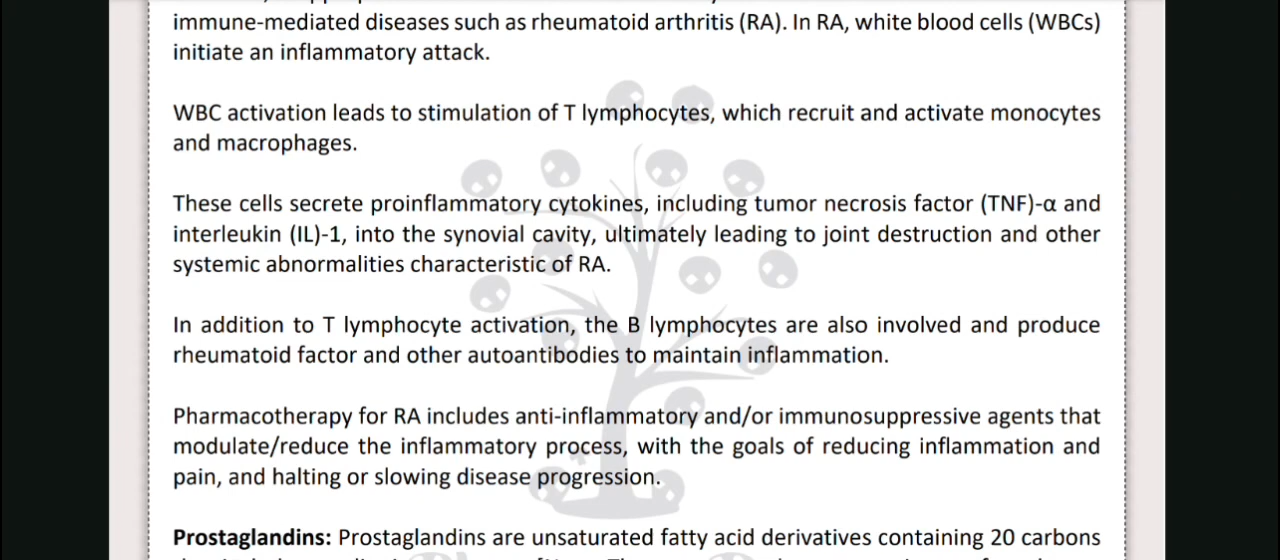 immune-mediated diseases such as rheumatoid arthritis (RA). In RA, white blood cells (WBCs)
initiate an inflammatory attack.
WBC activation leads to stimulation of T lymphocytes, which recruit and activate monocytes
and macrophages.
These cells secrete proinflammatory cytokines, including tumor necrosis factor (TNF)-α and
interleukin (IL)-1, into the synovial cavity, ultimately leading to joint destruction and other
systemic abnormalities characteristic of RA.
In addition to T lymphocyte activation, the B lymphocytes are also involved and produce
rheumatoid factor and other autoantibodies to maintain inflammation.
Pharmacotherapy for RA includes anti-inflammatory and/or immunosuppressive agents that
modulate/reduce the inflammatory process, with the goals of reducing inflammation and
pain, and halting or slowing disease progression.
Prostaglandins: Prostaglandins are unsaturated fatty acid derivatives containing 20 carbons